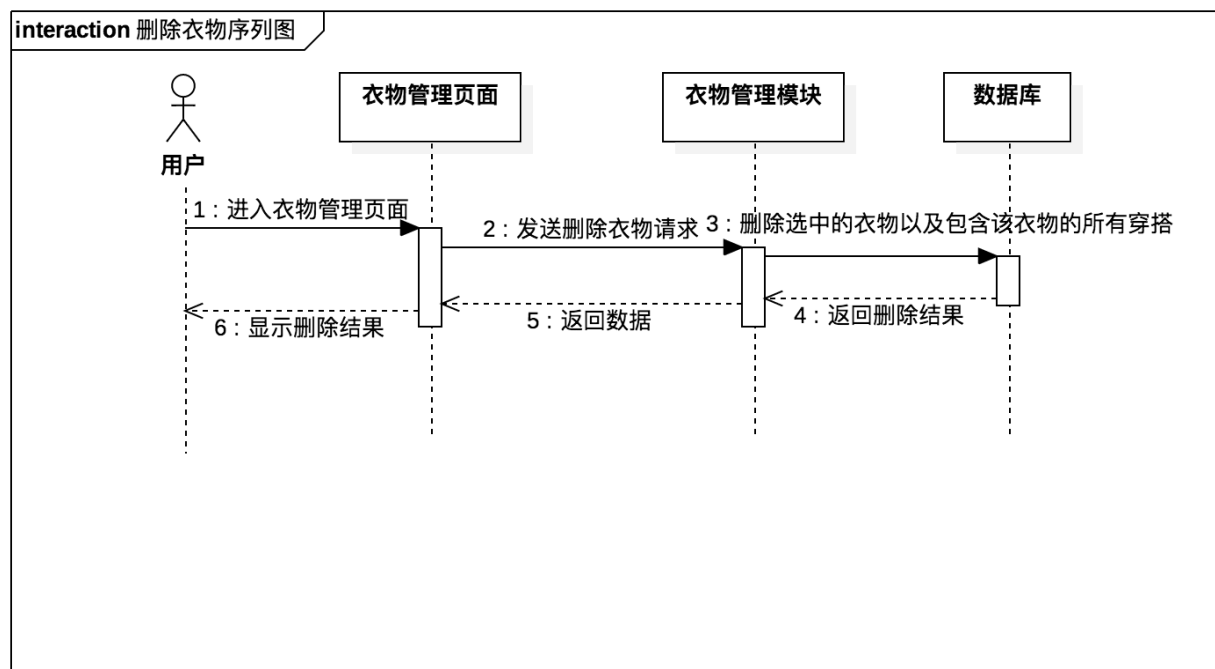 interaction 删除衣物序列图
用户
衣物管理页面
衣物管理模块
数据库
1 : 进入衣物管理页面
2 : 发送删除衣物请求
3 : 删除选中的衣物以及包含该衣物的所有穿搭
4 : 返回删除结果
5 : 返回数据
6 : 显示删除结果